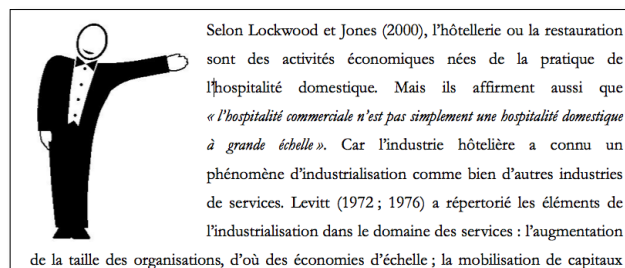 Selon Lockwood et Jones (2000), l'hôtellerie ou la restauration
sont des activités économiques nées de la pratique de
l'hospitalité domestique. Mais ils affirment aussi que
« l'hospitalité commerciale n'est pas simplement une hospitalité domestique
à grande échelle ». Car l'industrie hôtelière a connu un
phénomène d'industrialisation comme bien d'autres industries
de services. Levitt (1972 ; 1976) a répertorié les éléments de
l'industrialisation dans le domaine des services : l'augmentation
de la taille des organisations, d'où des économies d'échelle ; la mobilisation de capitaux